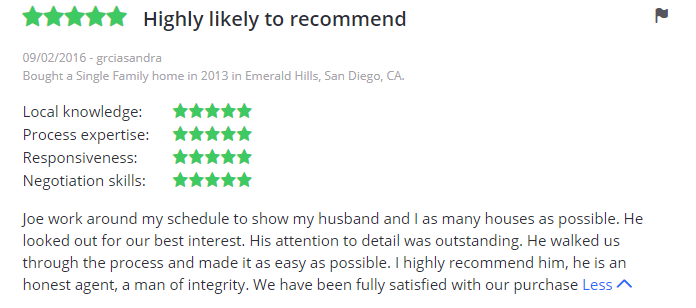 Highly likely to recommend
09/02/2016 - grciasandra
Bought a Single Family home in 2013 in Emerald Hills, San Diego, CA.
Local knowledge:
Process expertise:
Responsiveness:
Negotiation skills:
Joe work around my schedule to show my husband and I as many houses as possible. He
looked out for our best interest. His attention to detail was outstanding. He walked us
through the process and made it as easy as possible. I highly recommend him, he is an
honest agent, a man of integrity. We have been fully satisfied with our purchase Less